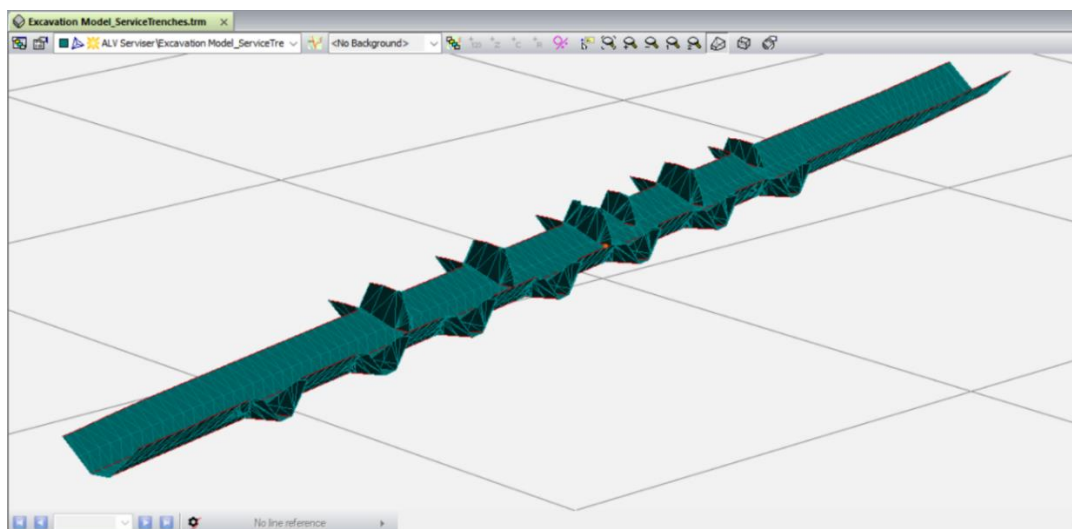 Excavation Model_ServiceTrenches.trm
ALV Serviser\Excavation Model_ServiceTre
<No Background>
No line reference